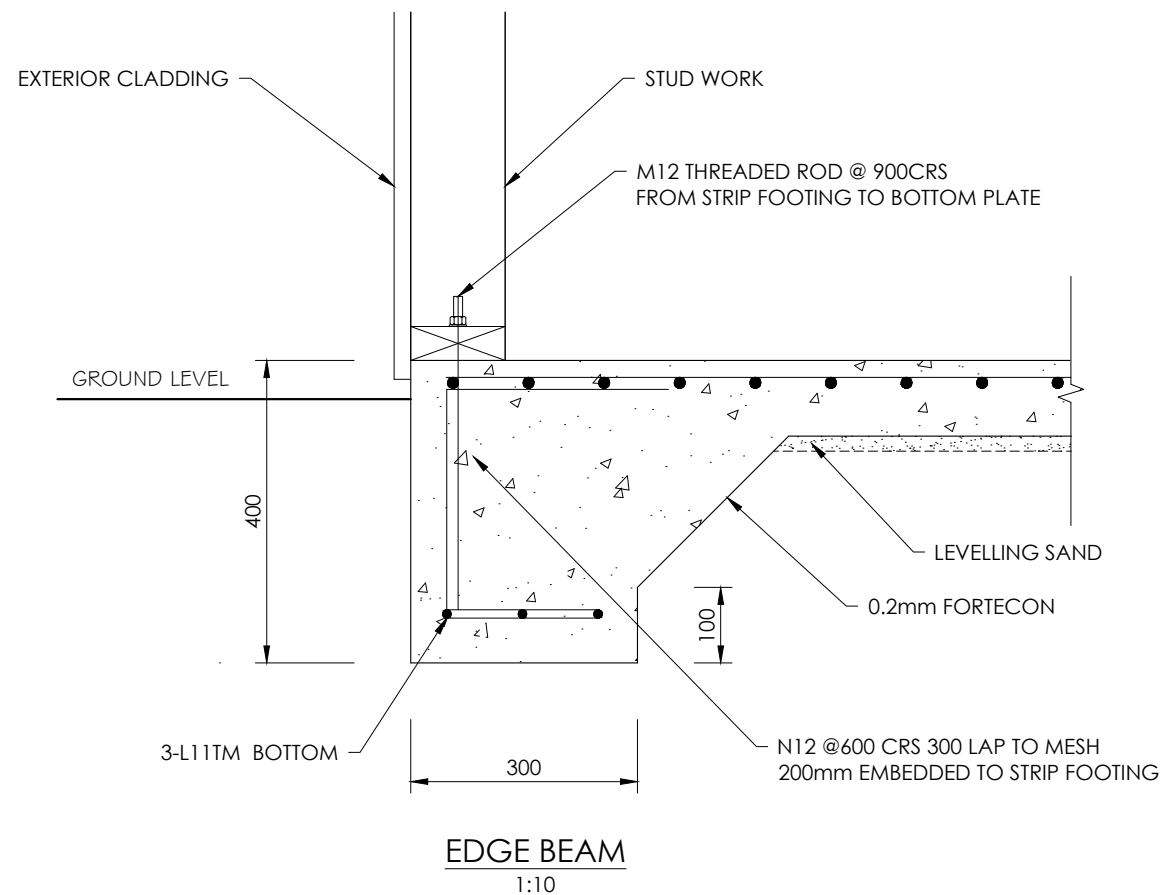 EXTERIOR CLADDING
STUD WORK
M12 THREADED ROD @ 900CRS
FROM STRIP FOOTING TO BOTTOM PLATE
GROUND LEVEL
400
LEVELLING SAND
0.2mm FORTECON
100
3-L11TM BOTTOM
N12 @600 CRS 300 LAP TO MESH
200mm EMBEDDED TO STRIP FOOTING
300
EDGE BEAM
1:10